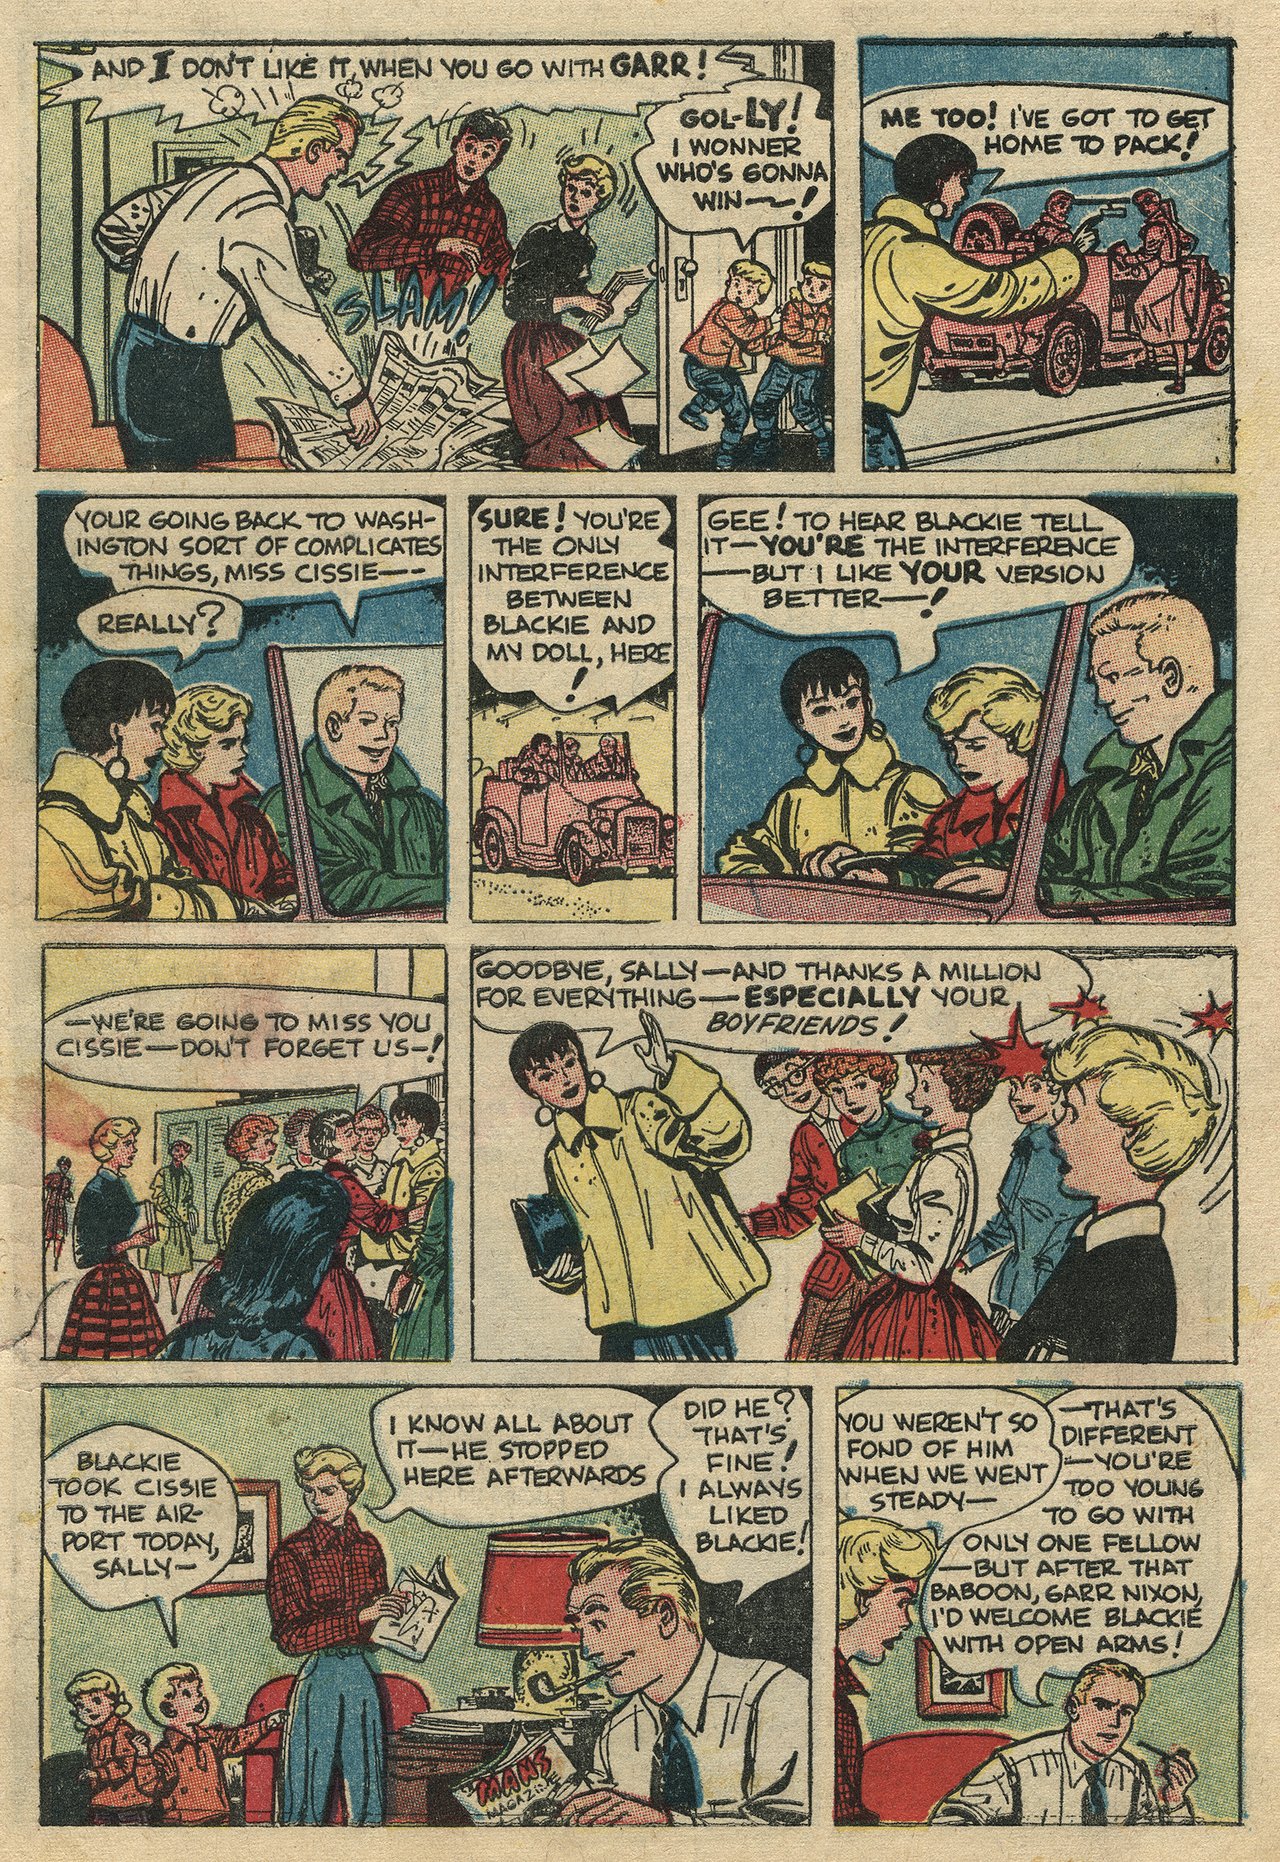 AND I DON'T LIKE IT WHEN YOU GO WITH GARR!
GOL-LY!
I WONNER
WHO'S GONNA
WIN——!
SLAM!
ME TOO! I'VE GOT TO GET
HOME TO PACK!
YOUR GOING BACK TO WASH-
INGTON SORT OF COMPLICATES
THINGS, MISS CISSIE——
REALLY?
SURE! YOU'RE
THE ONLY
INTERFERENCE
BETWEEN
BLACKIE AND
MY DOLL, HERE
!
GEE! TO HEAR BLACKIE TELL
IT—YOU'RE THE INTERFERENCE
—BUT I LIKE YOUR VERSION
BETTER——!
—WE'RE GOING TO MISS YOU
CISSIE—DON'T FORGET US—!
GOODBYE, SALLY—AND THANKS A MILLION
FOR EVERYTHING—ESPECIALLY YOUR
BOYFRIENDS!
BLACKIE
TOOK CISSIE
TO THE AIR-
PORT TODAY,
SALLY—
I KNOW ALL ABOUT
IT—HE STOPPED
HERE AFTERWARDS
DID HE?
THAT'S
FINE!
I ALWAYS
LIKED
BLACKIE!
MANS
MAGAZINE
YOU WEREN'T SO
FOND OF HIM
WHEN WE WENT
STEADY—
—THAT'S
DIFFERENT
—YOU'RE
TOO YOUNG
TO GO WITH
ONLY ONE FELLOW
—BUT AFTER THAT
BABOON, GARR NIXON,
I'D WELCOME BLACKIE
WITH OPEN ARMS!